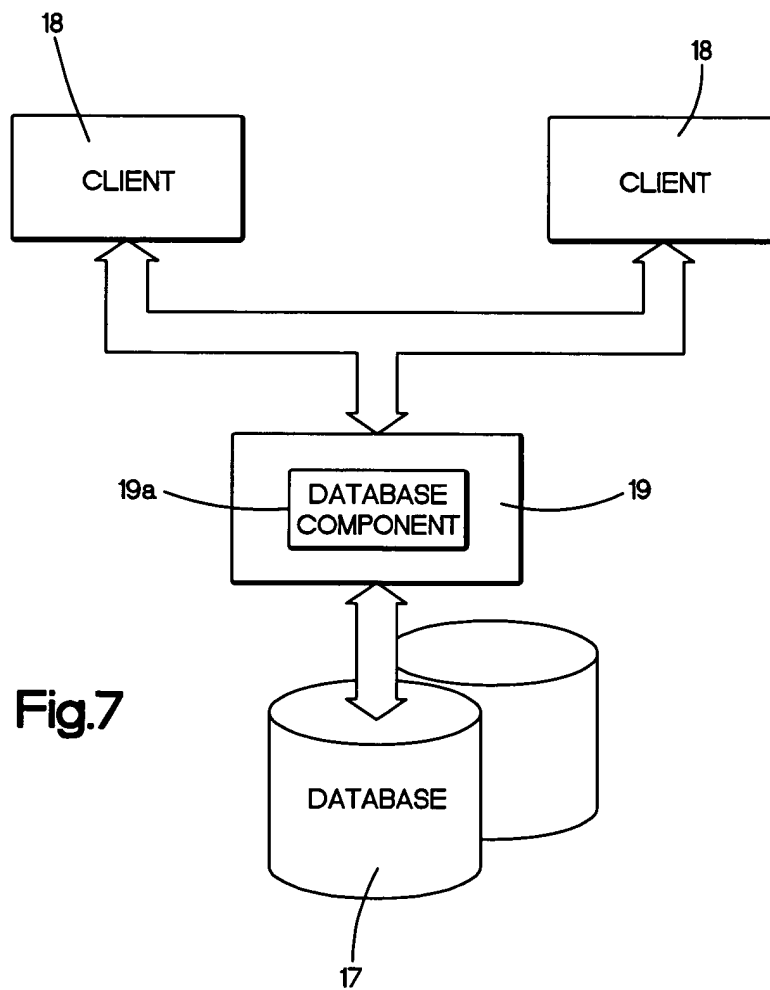 18
18
CLIENT
CLIENT
19a
DATABASE
COMPONENT
19
Fig.7
DATABASE
17